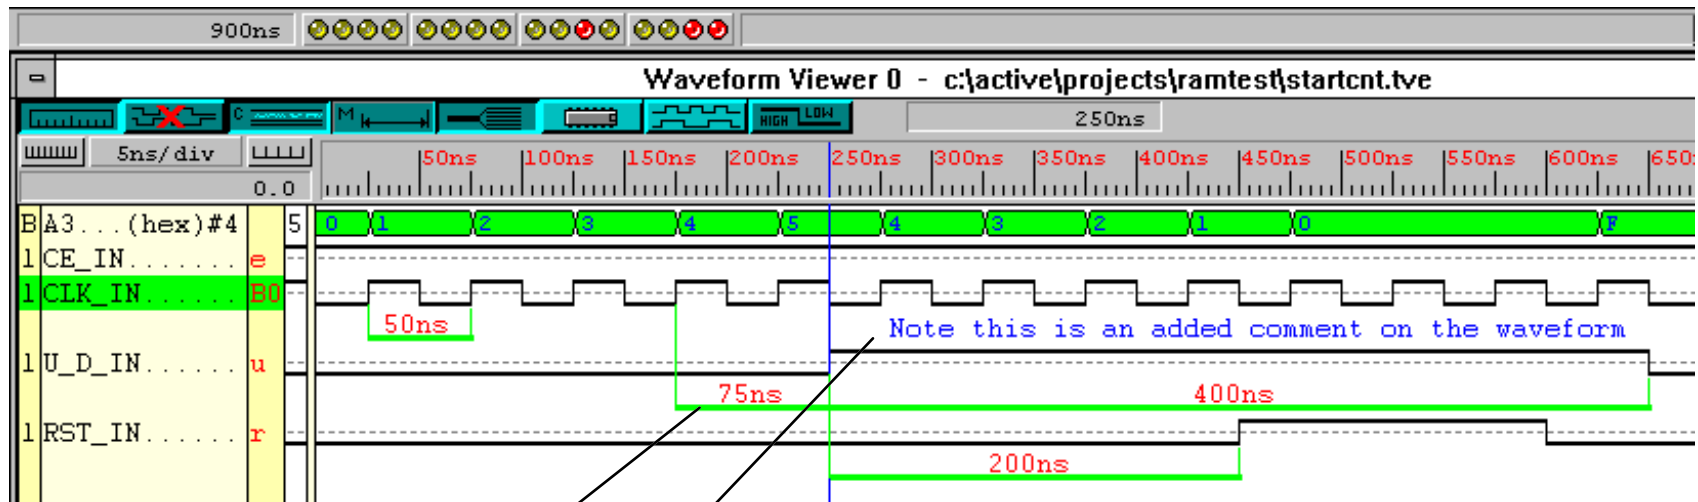 900ns
Waveform Viewer 0 - c:\active\projects\ramtest\startcnt.tve
C M HIGH LOW 250ns
5ns/div 50ns 100ns 150ns 200ns 250ns 300ns 350ns 400ns 450ns 500ns 550ns 600ns 650
0.0
B A3...(hex)#4 5 0 1 2 3 4 5 4 3 2 1 0 F
1 CE_IN....... e
1 CLK_IN...... B0
50ns Note this is an added comment on the waveform
1 U_D_IN...... u
75ns 400ns
1 RST_IN...... r
200ns